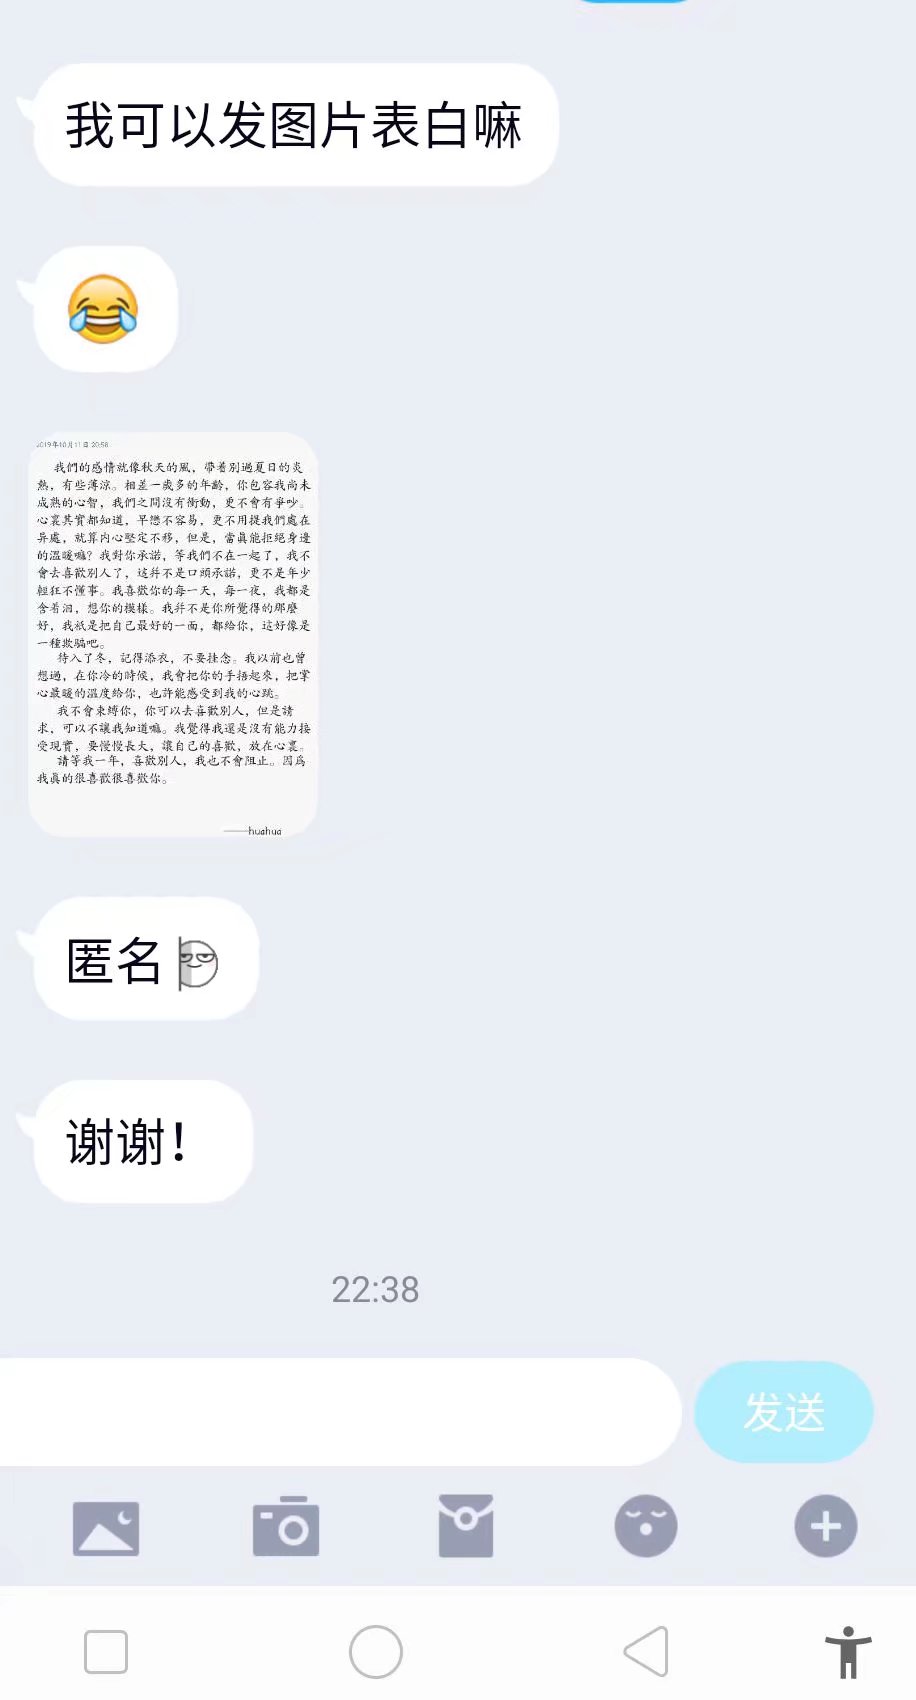 我可以发图片表白嘛
2019年10月11日 20:58
我們的感情就像秋天的風，帶着別過夏日的炎
熱，有些薄涼。相差一歲多的年齡，你包容我尚未
成熟的心智，我們之間沒有衝動，更不會有爭吵。
心裏其實都知道，早戀不容易，更不用提我們處在
异處，就算内心堅定不移，但是，當眞能拒絕身邊
的溫暖嘛？我對你承諾，等我們不在一起了，我不
會去喜歡別人了，这并不是口頭承諾，更不是年少
輕狂不懂事。我喜歡你的每一天，每一夜，我都是
含着泪，想你的模樣。我并不是你所覺得的那麽
好，我祇是把自己最好的一面，都給你，這好像是
一種欺騙吧。
待入了冬，記得添衣，不要挂念。我以前也曾
想過，在你冷的時候，我會把你的手捂起來，把掌
心最暖的溫度給你，也許能感受到我的心跳。
我不會束縛你，你可以去喜歡別人，但是請
求，可以不讓我知道嘛。我覺得我還是沒有能力接
受現實，要慢慢長大，讓自己的喜歡，放在心裏。
請等我一年，喜歡別人，我也不會阻止。因爲
我眞的很喜歡很喜歡你。
——huahua
匿名
谢谢！
22:38
发送